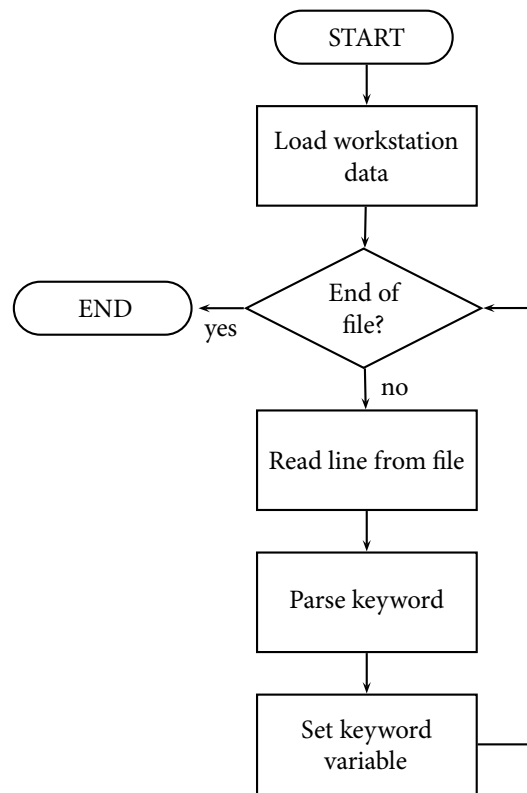 START
Load workstation
data
End of
file?
END
yes
no
Read line from file
Parse keyword
Set keyword
variable